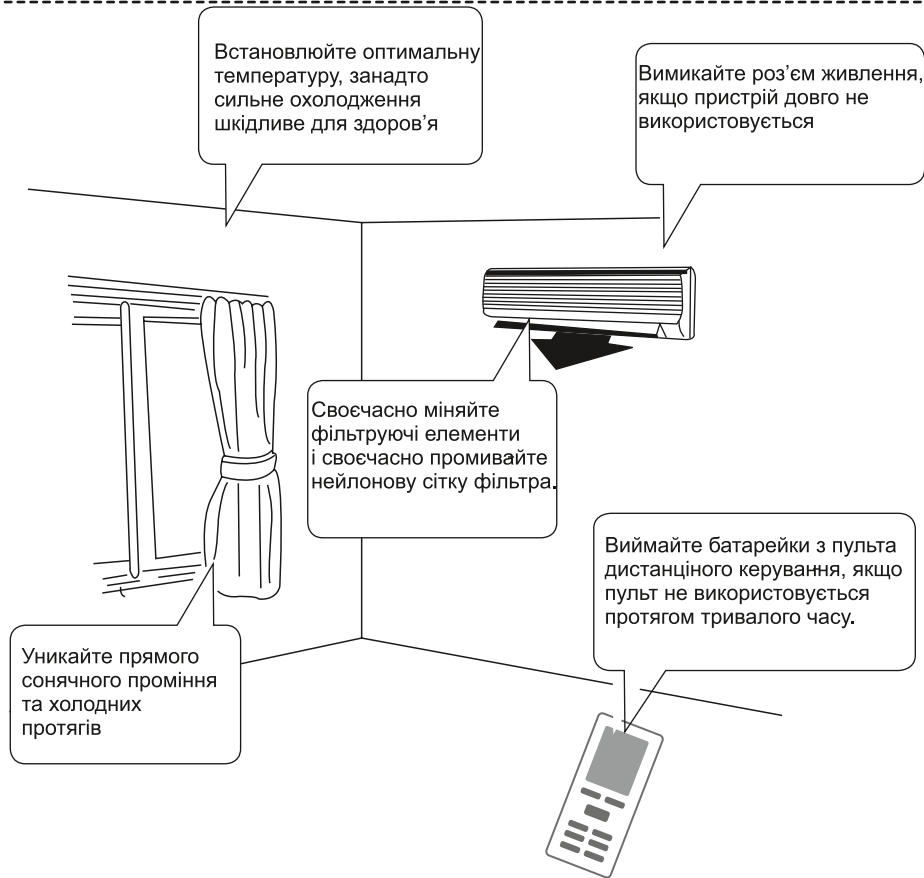 Встановлюйте оптимальну
температуру, занадто
сильне охолодження
шкідливе для здоров’я
Вимикайте роз’єм живлення,
якщо пристрій довго не
використовується
Своєчасно міняйте
фільтруючі елементи
і своєчасно промивайте
нейлонову сітку фільтра.
Виймайте батарейки з пульта
дистанціного керування, якщо
пульт не використовується
протягом тривалого часу.
Уникайте прямого
сонячного проміння
та холодних
протягів